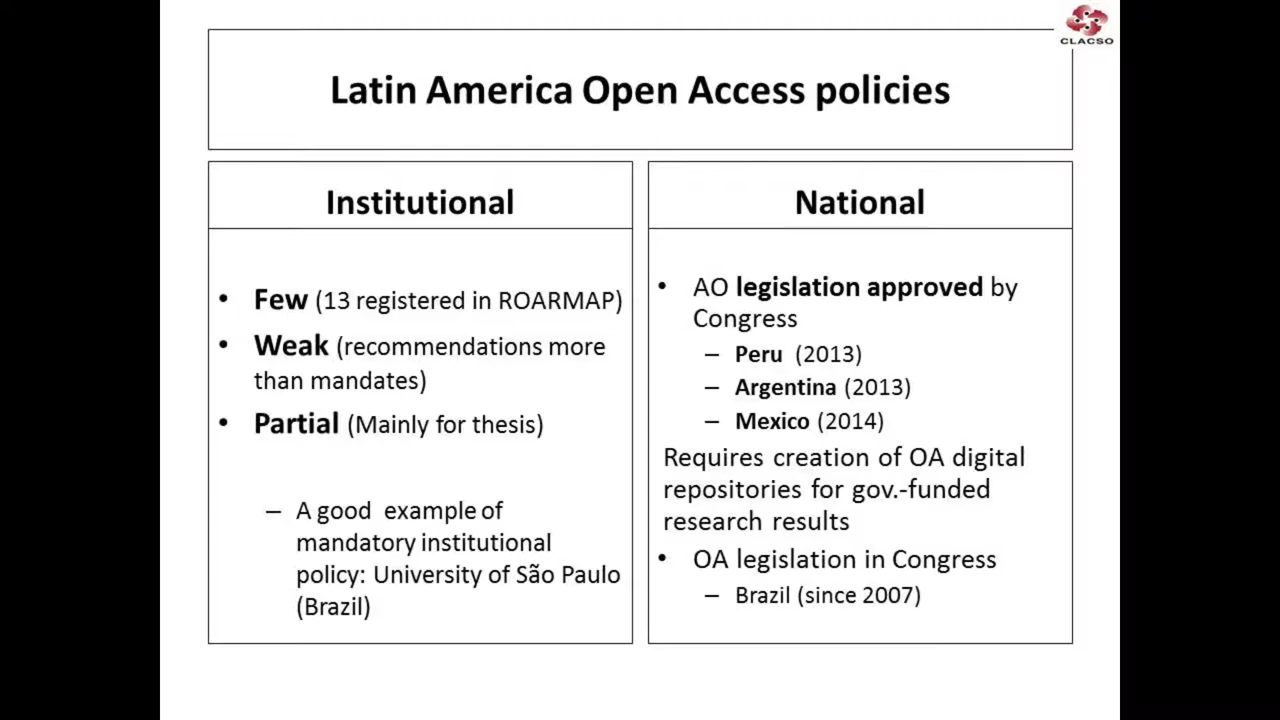 CLACSO
Latin America Open Access policies
Institutional
• Few (13 registered in ROARMAP)
• Weak (recommendations more
than mandates)
• Partial (Mainly for thesis)
– A good example of
mandatory institutional
policy: University of São Paulo
(Brazil)
National
• AO legislation approved by
Congress
– Peru (2013)
– Argentina (2013)
– Mexico (2014)
Requires creation of OA digital
repositories for gov.-funded
research results
• OA legislation in Congress
– Brazil (since 2007)